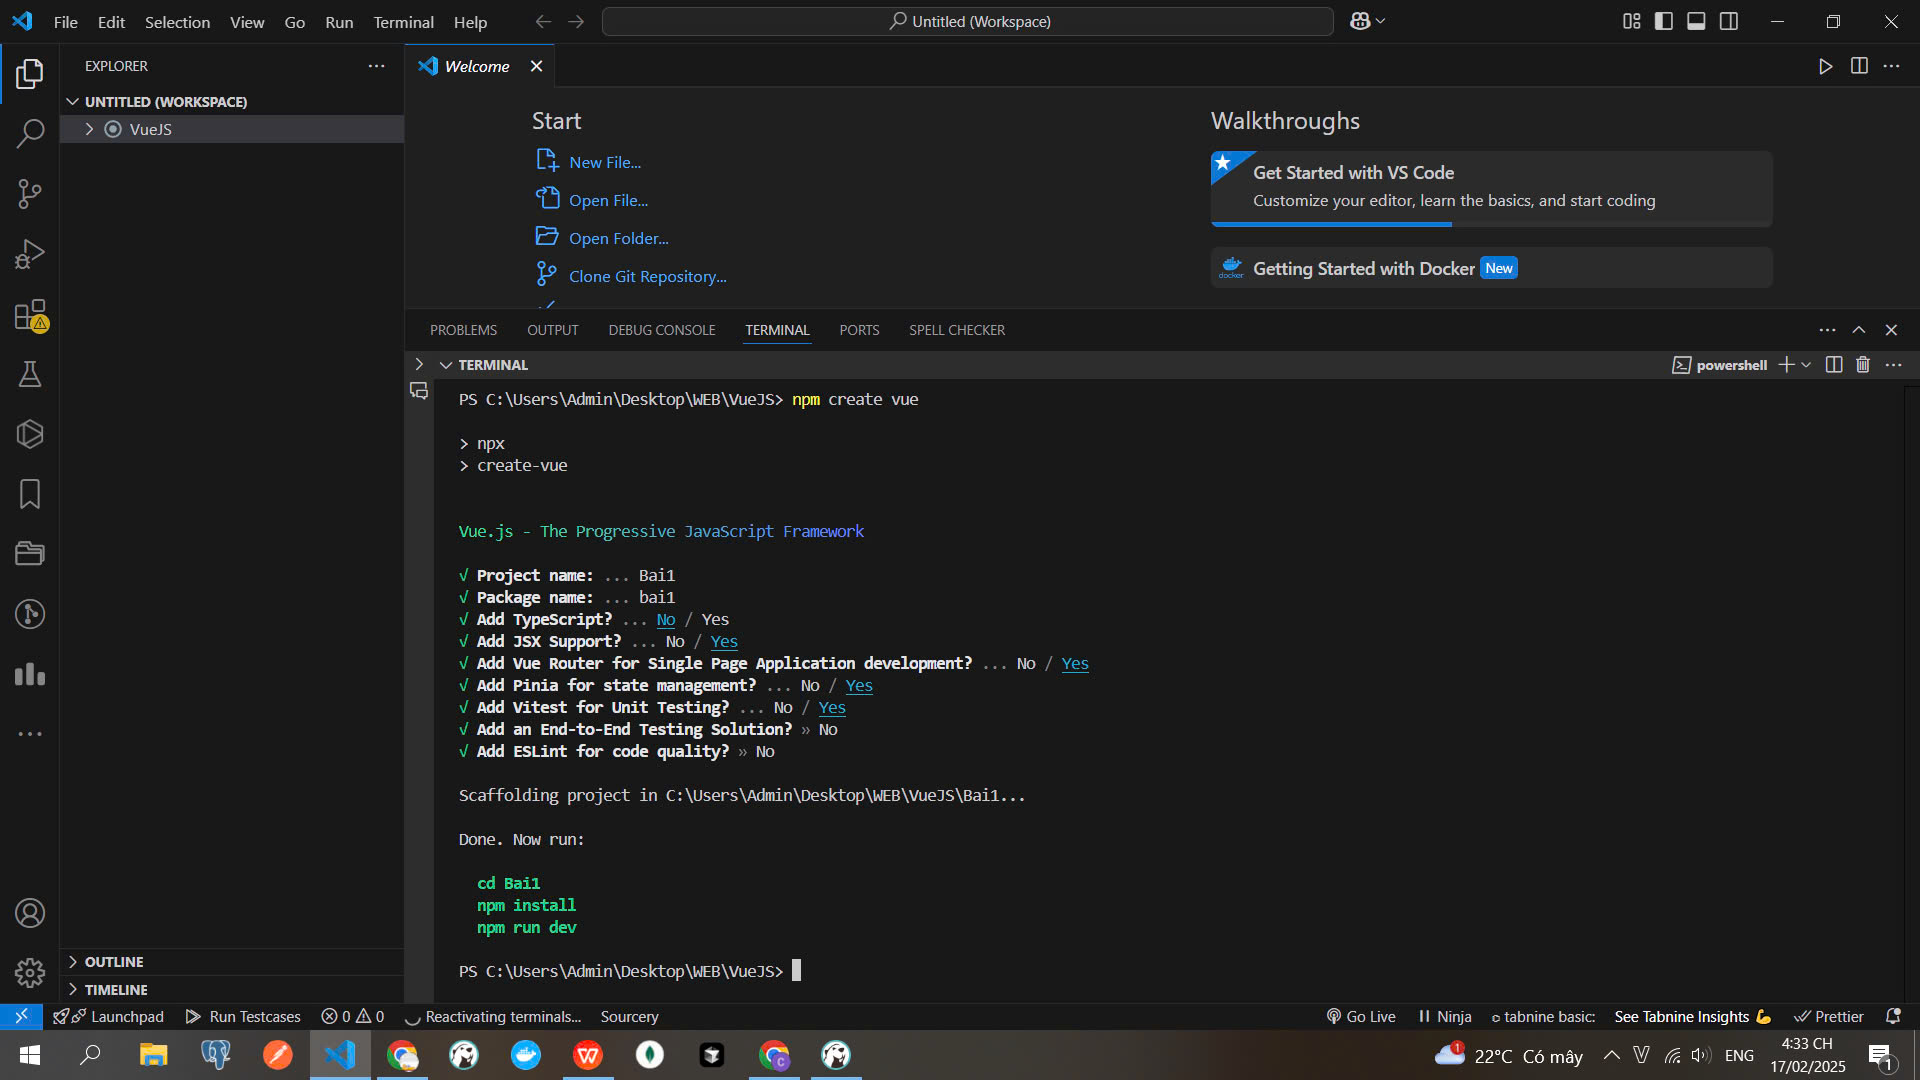 File Edit Selection View Go Run Terminal Help Untitled (Workspace)
EXPLORER
UNTITLED (WORKSPACE)
VueJS
OUTLINE
TIMELINE
Welcome
Start
New File...
Open File...
Open Folder...
Clone Git Repository...
Walkthroughs
Get Started with VS Code
Customize your editor, learn the basics, and start coding
docker
Getting Started with Docker New
PROBLEMS OUTPUT DEBUG CONSOLE TERMINAL PORTS SPELL CHECKER
TERMINAL powershell
PS C:\Users\Admin\Desktop\WEB\VueJS> npm create vue
> npx
> create-vue
Vue.js - The Progressive JavaScript Framework
√ Project name: ... Bai1
√ Package name: ... bai1
√ Add TypeScript? ... No / Yes
√ Add JSX Support? ... No / Yes
√ Add Vue Router for Single Page Application development? ... No / Yes
√ Add Pinia for state management? ... No / Yes
√ Add Vitest for Unit Testing? ... No / Yes
√ Add an End-to-End Testing Solution? » No
√ Add ESLint for code quality? » No
Scaffolding project in C:\Users\Admin\Desktop\WEB\VueJS\Bai1...
Done. Now run:
cd Bai1
npm install
npm run dev
PS C:\Users\Admin\Desktop\WEB\VueJS>
Launchpad Run Testcases 0 0 Reactivating terminals... Sourcery Go Live Ninja tabnine basic: See Tabnine Insights 💪 Prettier
1 22°C Có mây ENG 4:33 CH
17/02/2025 1